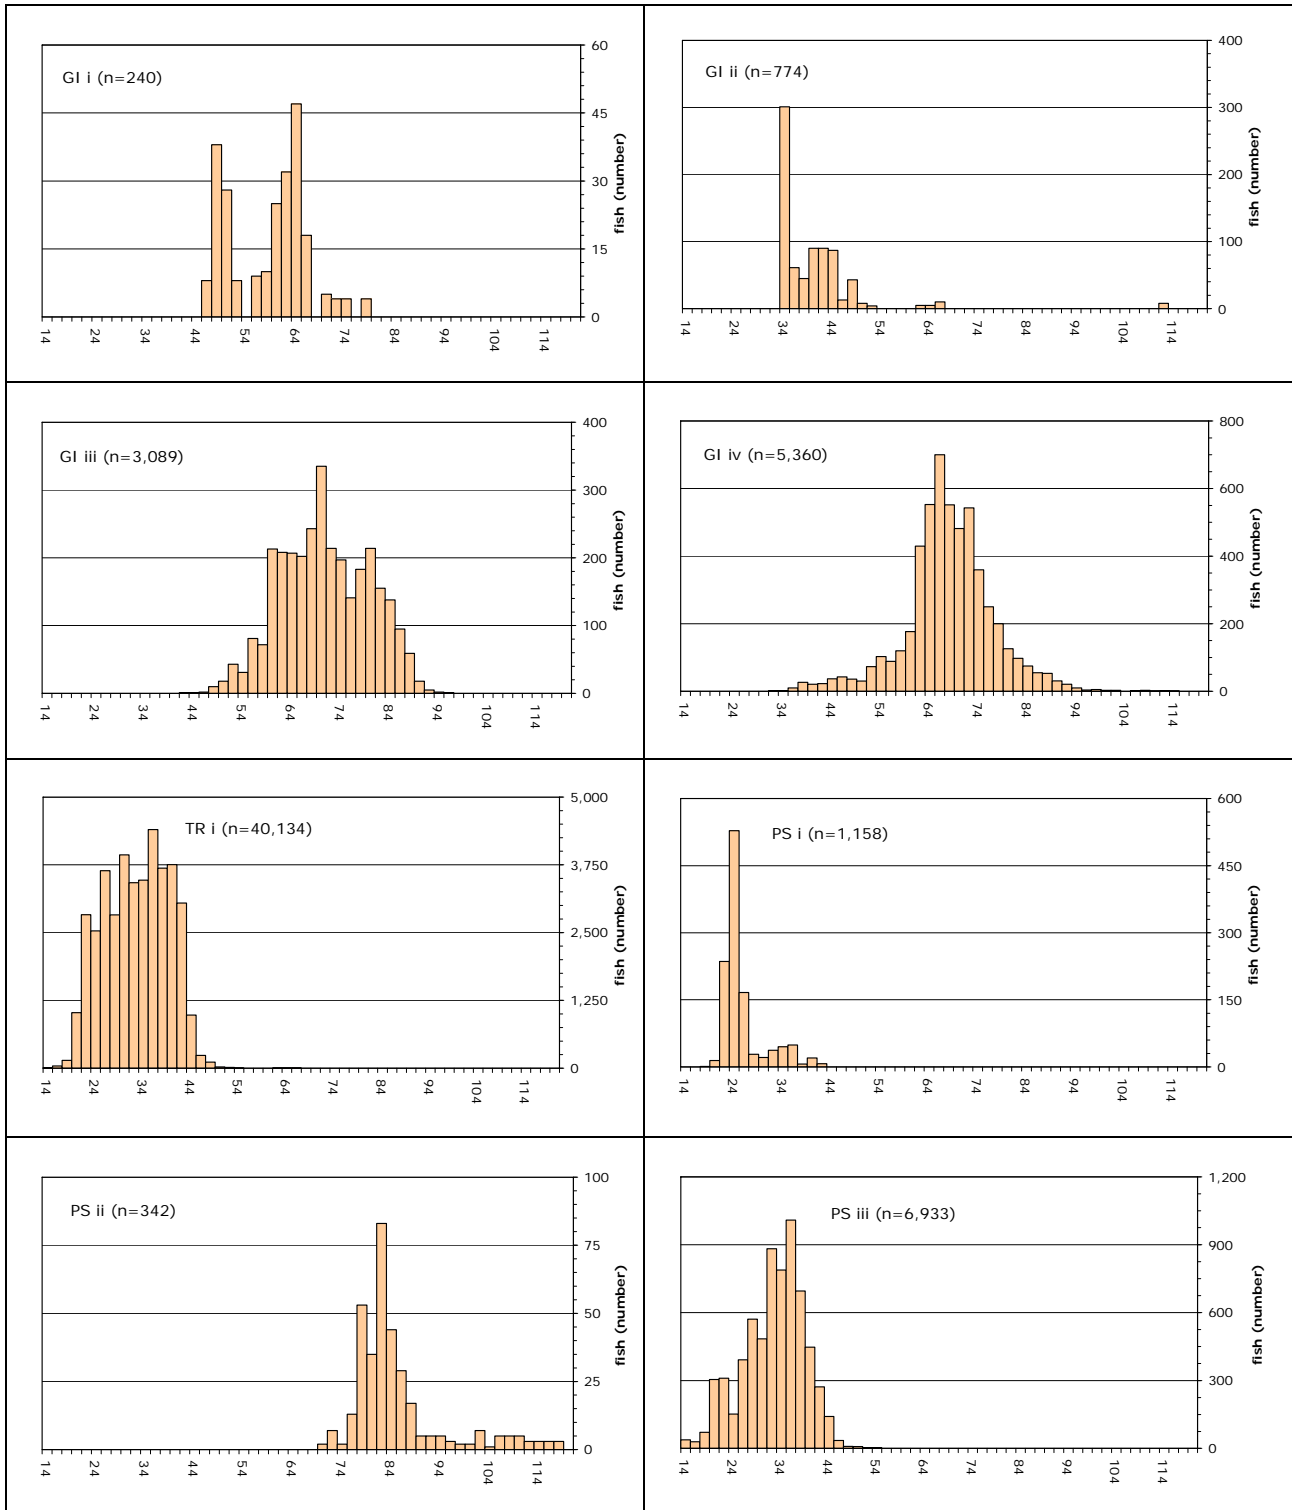 GI i (n=240)
60
45
30
15
0
fish (number)
14 24 34 44 54 64 74 84 94 104 114
GI ii (n=774)
400
300
200
100
0
fish (number)
14 24 34 44 54 64 74 84 94 104 114
GI iii (n=3,089)
400
300
200
100
0
fish (number)
14 24 34 44 54 64 74 84 94 104 114
GI iv (n=5,360)
800
600
400
200
0
fish (number)
14 24 34 44 54 64 74 84 94 104 114
TR i (n=40,134)
5,000
3,750
2,500
1,250
0
fish (number)
14 24 34 44 54 64 74 84 94 104 114
PS i (n=1,158)
600
450
300
150
0
fish (number)
14 24 34 44 54 64 74 84 94 104 114
PS ii (n=342)
100
75
50
25
0
fish (number)
14 24 34 44 54 64 74 84 94 104 114
PS iii (n=6,933)
1,200
900
600
300
0
fish (number)
14 24 34 44 54 64 74 84 94 104 114